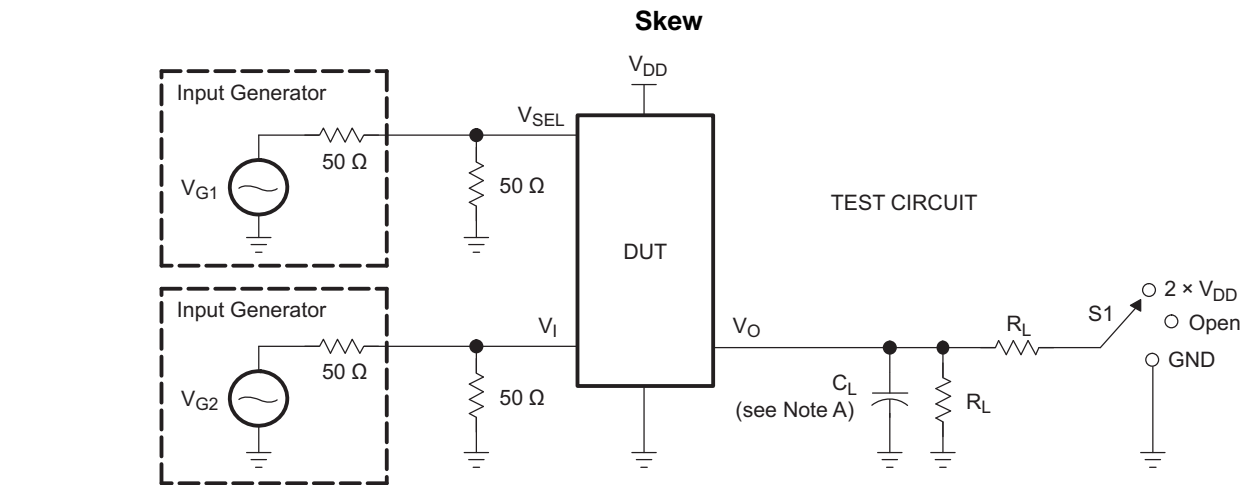 Skew
V_DD
Input Generator
V_SEL
50 Ω
V_G1
50 Ω
TEST CIRCUIT
DUT
Input Generator
2 × V_DD
S1
Open
V_I
V_O
R_L
GND
50 Ω
V_G2
50 Ω
C_L
(see Note A)
R_L